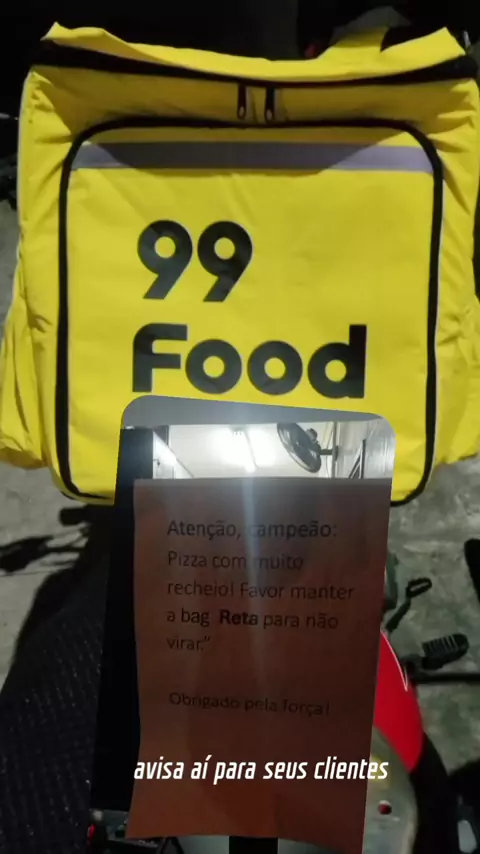 99
Food
Atenção, campeão:
Pizza com muito
recheio! Favor manter
a bag Reta para não
virar."
Obrigado pela força!
avisa aí para seus clientes